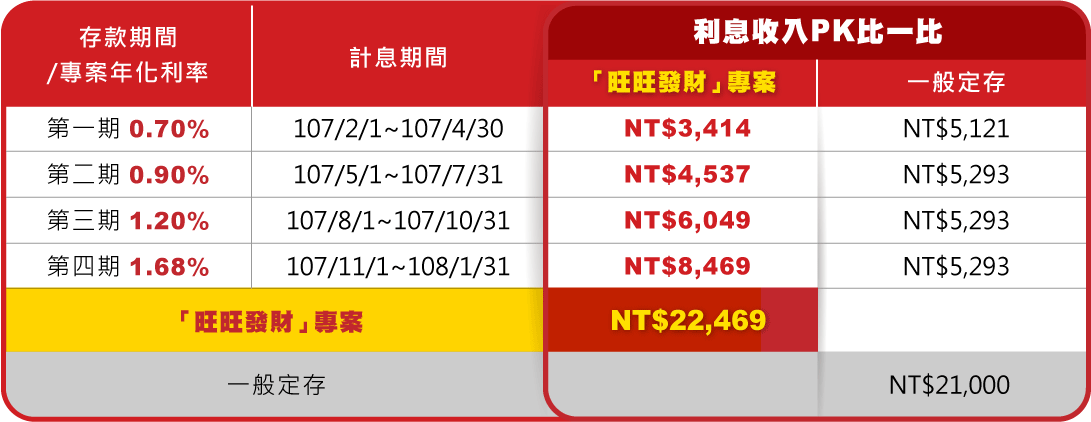 存款期間
/專案年化利率
計息期間
利息收入PK比一比
「旺旺發財」專案
一般定存
第一期 0.70%
107/2/1~107/4/30
NT$3,414
NT$5,121
第二期 0.90%
107/5/1~107/7/31
NT$4,537
NT$5,293
第三期 1.20%
107/8/1~107/10/31
NT$6,049
NT$5,293
第四期 1.68%
107/11/1~108/1/31
NT$8,469
NT$5,293
「旺旺發財」專案
NT$22,469
一般定存
NT$21,000